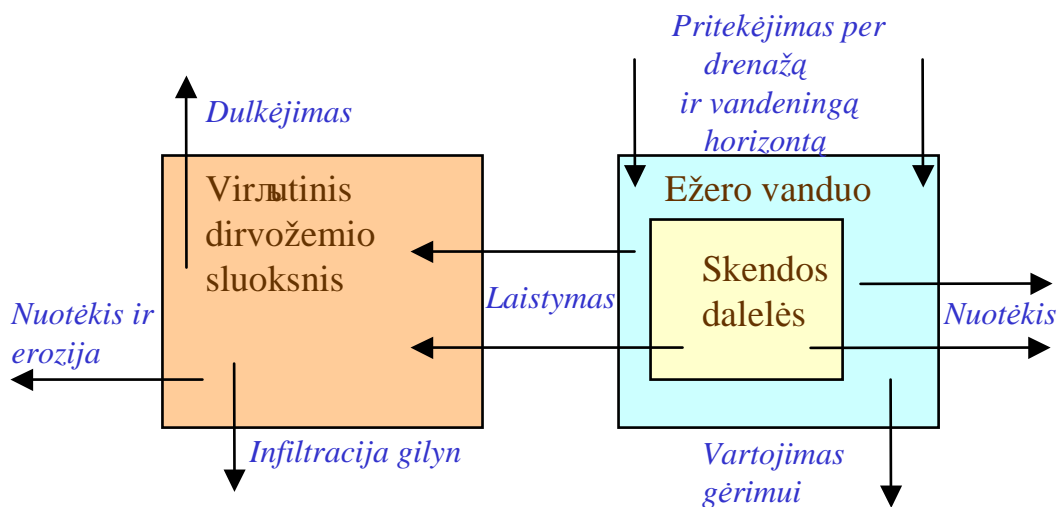 Pritekėjimas per
drenažą
ir vandeningą
horizontą
Dulkėjimas
Virљutinis
dirvožemio
sluoksnis
Ežero vanduo
Skendos
dalelės
Laistymas
Nuotėkis
Nuotėkis ir
erozija
Infiltracija gilyn
Vartojimas
gėrimui